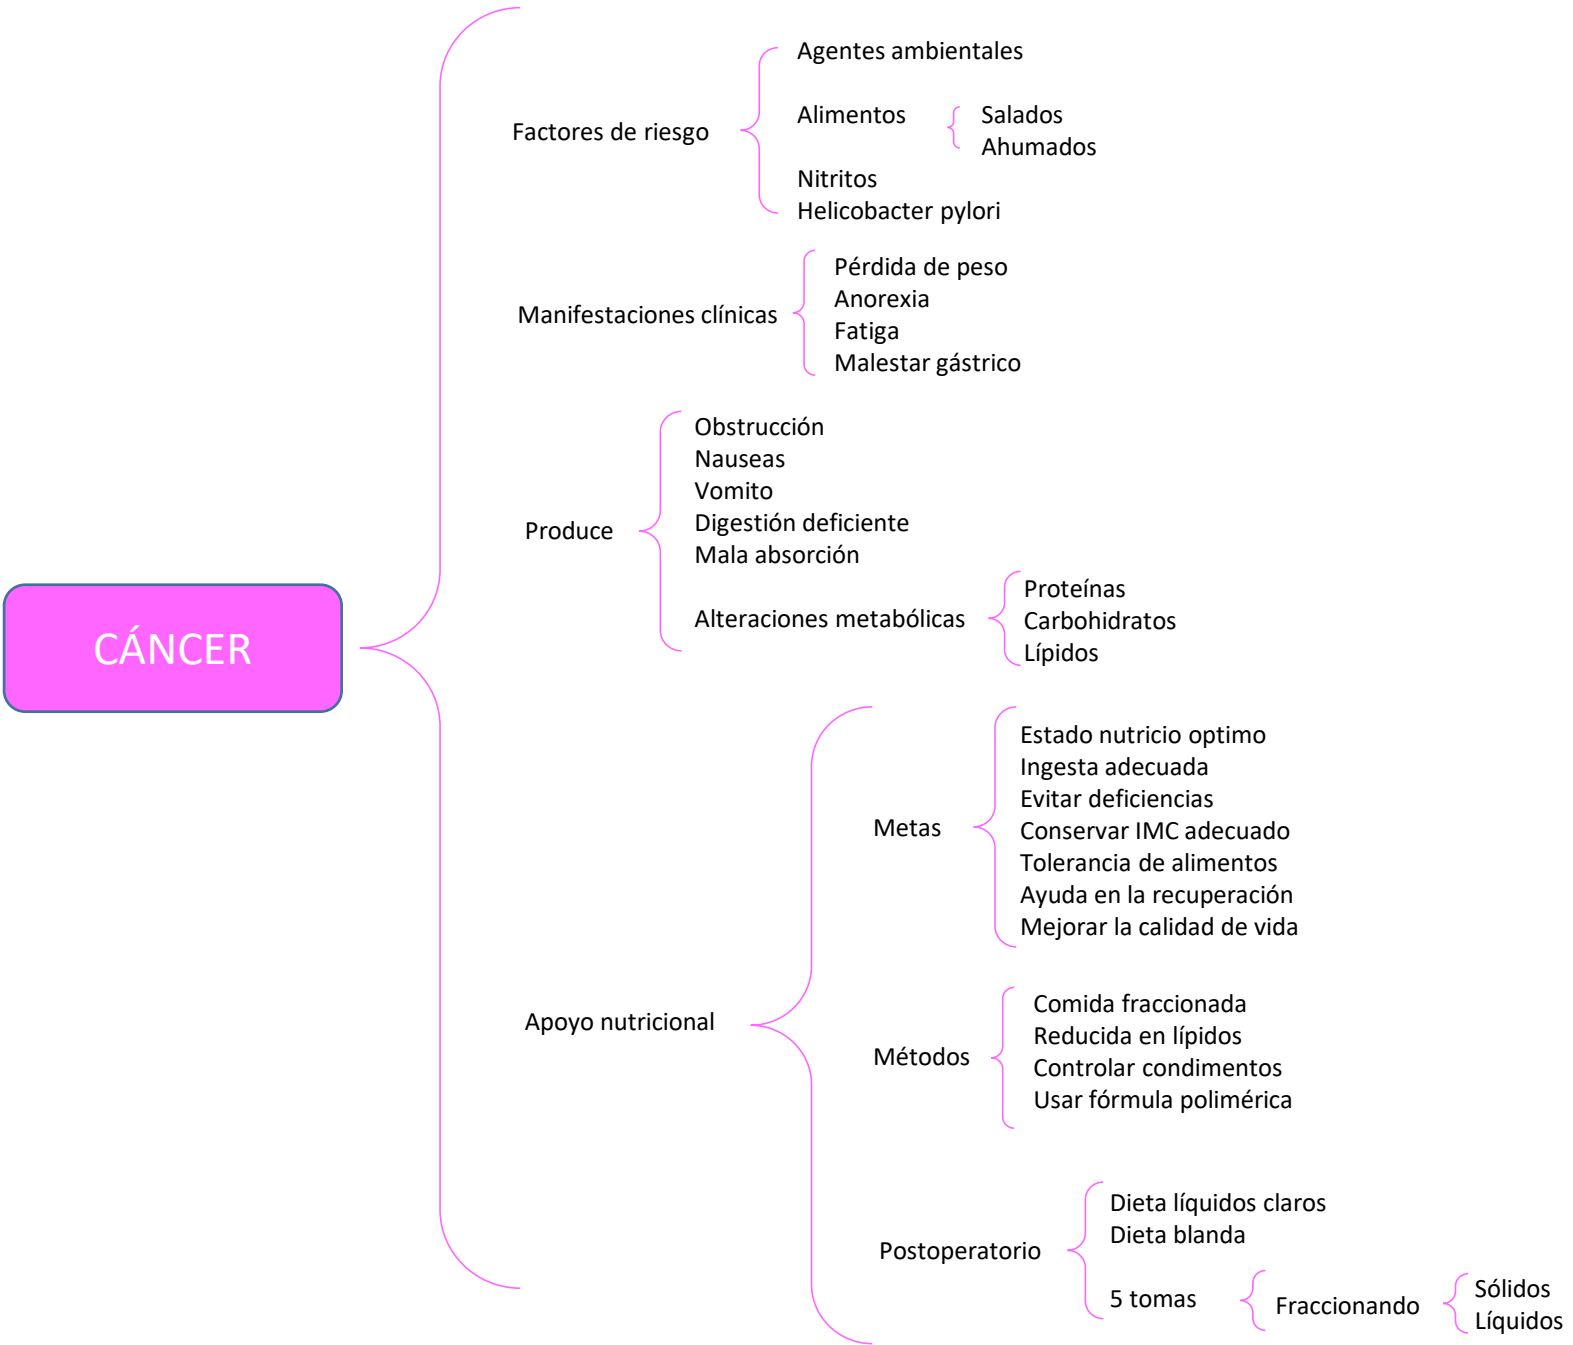 CÁNCER
Factores de riesgo
Agentes ambientales
Alimentos
Salados
Ahumados
Nitritos
Helicobacter pylori
Manifestaciones clínicas
Pérdida de peso
Anorexia
Fatiga
Malestar gástrico
Produce
Obstrucción
Nauseas
Vomito
Digestión deficiente
Mala absorción
Alteraciones metabólicas
Proteínas
Carbohidratos
Lípidos
Apoyo nutricional
Metas
Estado nutricio optimo
Ingesta adecuada
Evitar deficiencias
Conservar IMC adecuado
Tolerancia de alimentos
Ayuda en la recuperación
Mejorar la calidad de vida
Métodos
Comida fraccionada
Reducida en lípidos
Controlar condimentos
Usar fórmula polimérica
Postoperatorio
Dieta líquidos claros
Dieta blanda
5 tomas
Fraccionando
Sólidos
Líquidos